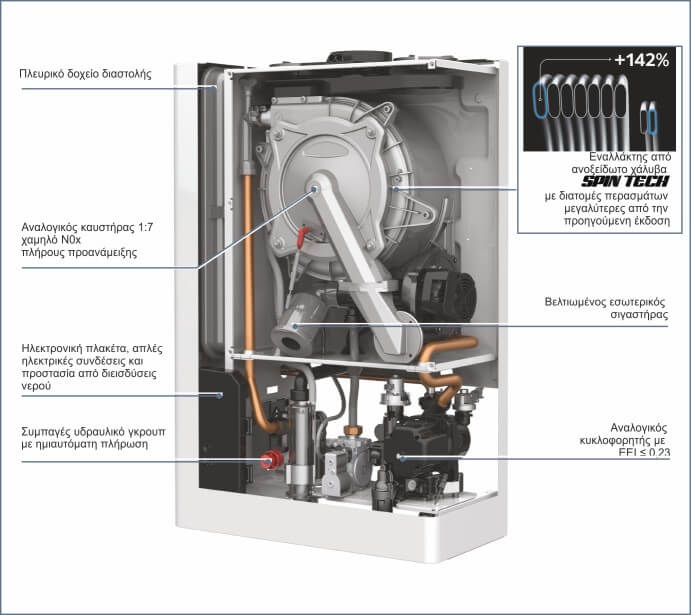 Πλευρικό δοχείο διαστολής
+142%
Εναλλάκτης από
ανοξείδωτο χάλυβα
SPIN TECH
με διατομές περασμάτων
μεγαλύτερες από την
προηγούμενη έκδοση
Αναλογικός καυστήρας 1:7
χαμηλό N0x
πλήρους προανάμειξης
Βελτιωμένος εσωτερικός
σιγαστήρας
Ηλεκτρονική πλακέτα, απλές
ηλεκτρικές συνδέσεις και
προστασία από διεισδύσεις
νερού
Συμπαγές υδραυλικό γκρουπ
με ημιαυτόματη πλήρωση
Αναλογικός
κυκλοφορητής με
EEI ≤ 0,23